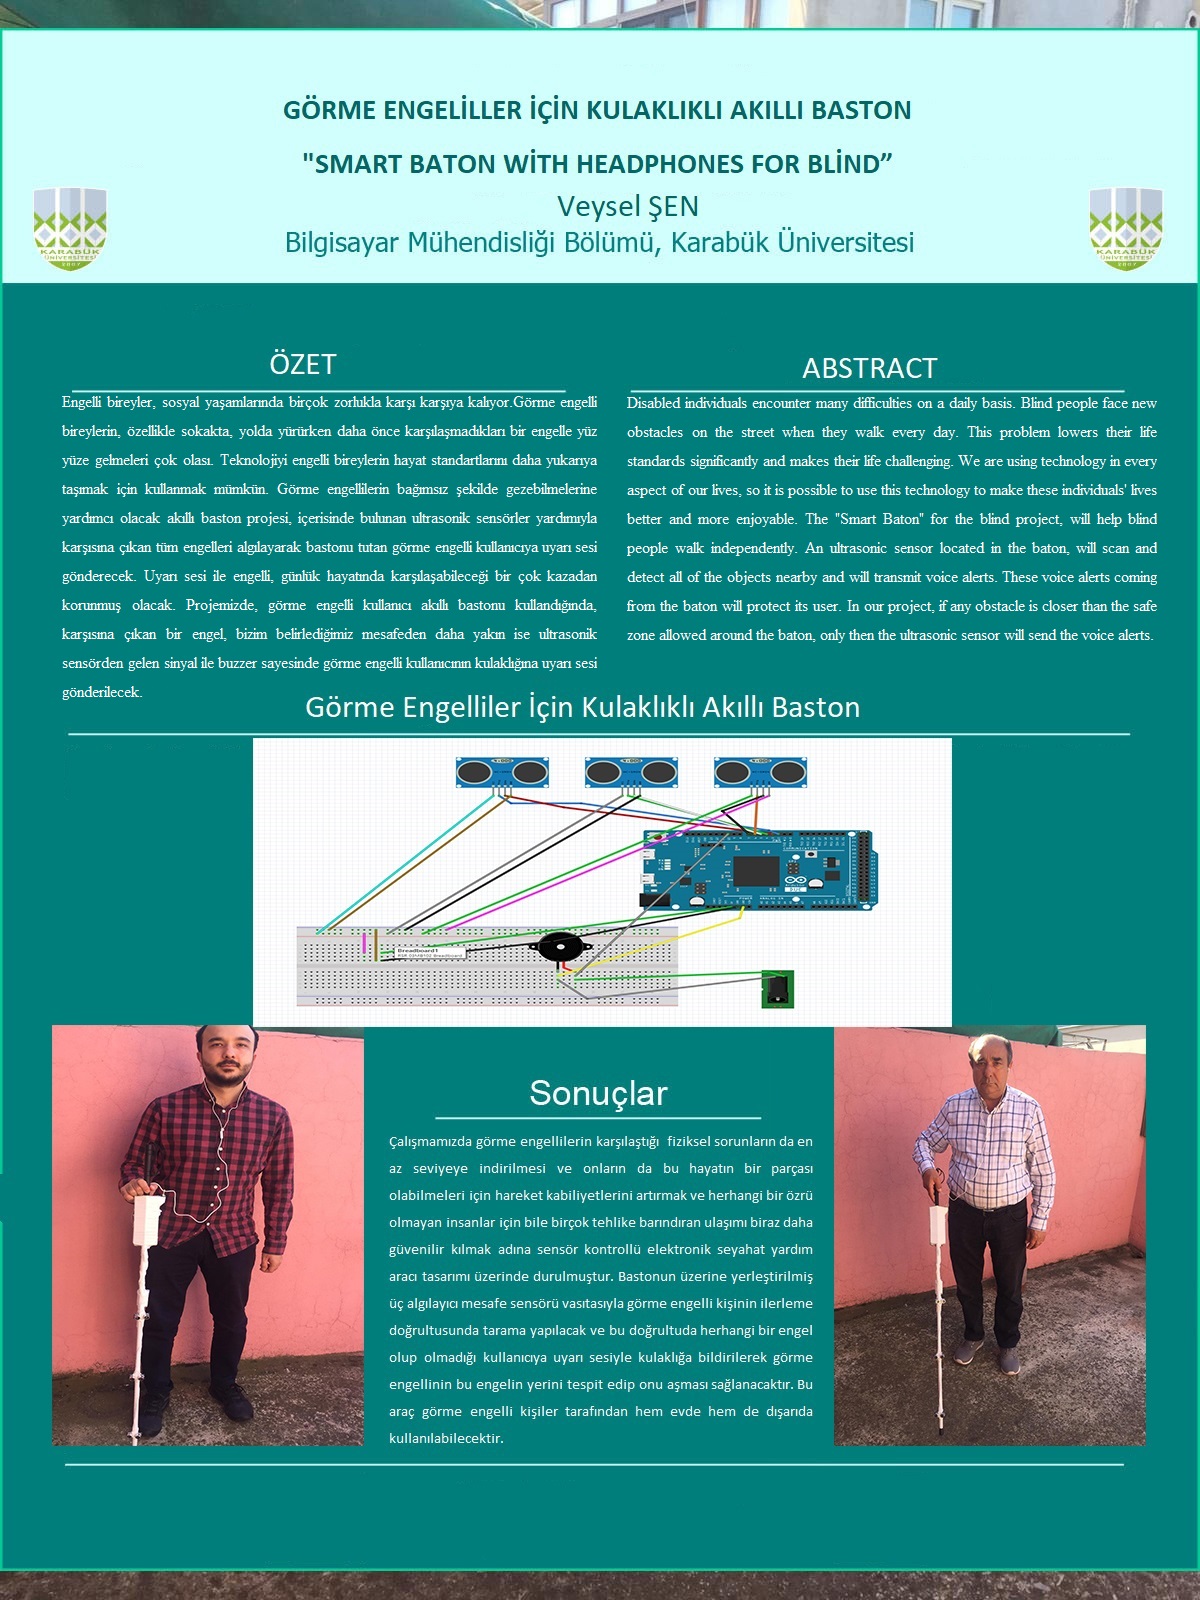 GÖRME ENGELİLLER İÇİN KULAKLIKLI AKILLI BASTON
"SMART BATON WİTH HEADPHONES FOR BLİND”
Veysel ŞEN
Bilgisayar Mühendisliği Bölümü, Karabük Üniversitesi
KARABÜK
ÜNİVERSİTESİ
2007
KARABÜK
ÜNİVERSİTESİ
2007
ÖZET
Engelli bireyler, sosyal yaşamlarında birçok zorlukla karşı karşıya kalıyor.Görme engelli
bireylerin, özellikle sokakta, yolda yürürken daha önce karşılaşmadıkları bir engelle yüz
yüze gelmeleri çok olası. Teknolojiyi engelli bireylerin hayat standartlarını daha yukarıya
taşımak için kullanmak mümkün. Görme engellilerin bağımsız şekilde gezebilmelerine
yardımcı olacak akıllı baston projesi, içerisinde bulunan ultrasonik sensörler yardımıyla
karşısına çıkan tüm engelleri algılayarak bastonu tutan görme engelli kullanıcıya uyarı sesi
gönderecek. Uyarı sesi ile engelli, günlük hayatında karşılaşabileceği bir çok kazadan
korunmuş olacak. Projemizde, görme engelli kullanıcı akıllı bastonu kullandığında,
karşısına çıkan bir engel, bizim belirlediğimiz mesafeden daha yakın ise ultrasonik
sensörden gelen sinyal ile buzzer sayesinde görme engelli kullanıcının kulaklığına uyarı sesi
gönderilecek.
ABSTRACT
Disabled individuals encounter many difficulties on a daily basis. Blind people face new
obstacles on the street when they walk every day. This problem lowers their life
standards significantly and makes their life challenging. We are using technology in every
aspect of our lives, so it is possible to use this technology to make these individuals' lives
better and more enjoyable. The "Smart Baton" for the blind project, will help blind
people walk independently. An ultrasonic sensor located in the baton, will scan and
detect all of the objects nearby and will transmit voice alerts. These voice alerts coming
from the baton will protect its user. In our project, if any obstacle is closer than the safe
zone allowed around the baton, only then the ultrasonic sensor will send the voice alerts.
Görme Engelliler İçin Kulaklıklı Akıllı Baston
Breadboard1
Sonuçlar
Çalışmamızda görme engellilerin karşılaştığı fiziksel sorunların da en
az seviyeye indirilmesi ve onların da bu hayatın bir parçası
olabilmeleri için hareket kabiliyetlerini artırmak ve herhangi bir özrü
olmayan insanlar için bile birçok tehlike barındıran ulaşımı biraz daha
güvenilir kılmak adına sensör kontrollü elektronik seyahat yardım
aracı tasarımı üzerinde durulmuştur. Bastonun üzerine yerleştirilmiş
üç algılayıcı mesafe sensörü vasıtasıyla görme engelli kişinin ilerleme
doğrultusunda tarama yapılacak ve bu doğrultuda herhangi bir engel
olup olmadığı kullanıcıya uyarı sesiyle kulaklığa bildirilerek görme
engellinin bu engelin yerini tespit edip onu aşması sağlanacaktır. Bu
araç görme engelli kişiler tarafından hem evde hem de dışarıda
kullanılabilecektir.